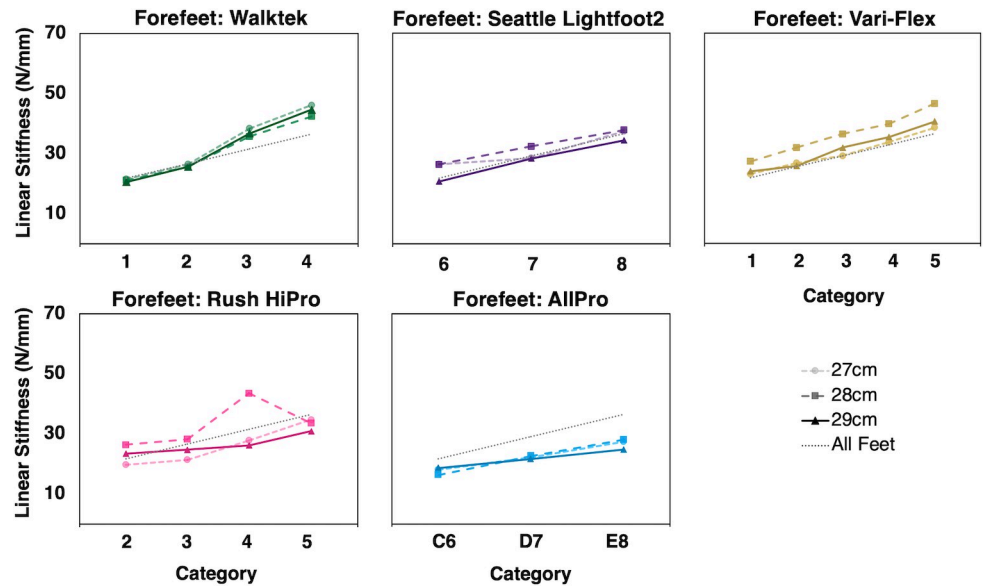 Forefeet: Walktek
Forefeet: Seattle Lightfoot2
Forefeet: Vari-Flex
Linear Stiffness (N/mm)
70
50
30
10
1 2 3 4
6 7 8
1 2 3 4 5
Category
Forefeet: Rush HiPro
Forefeet: AllPro
Linear Stiffness (N/mm)
70
50
30
10
2 3 4 5
Category
C6 D7 E8
Category
27cm
28cm
29cm
All Feet